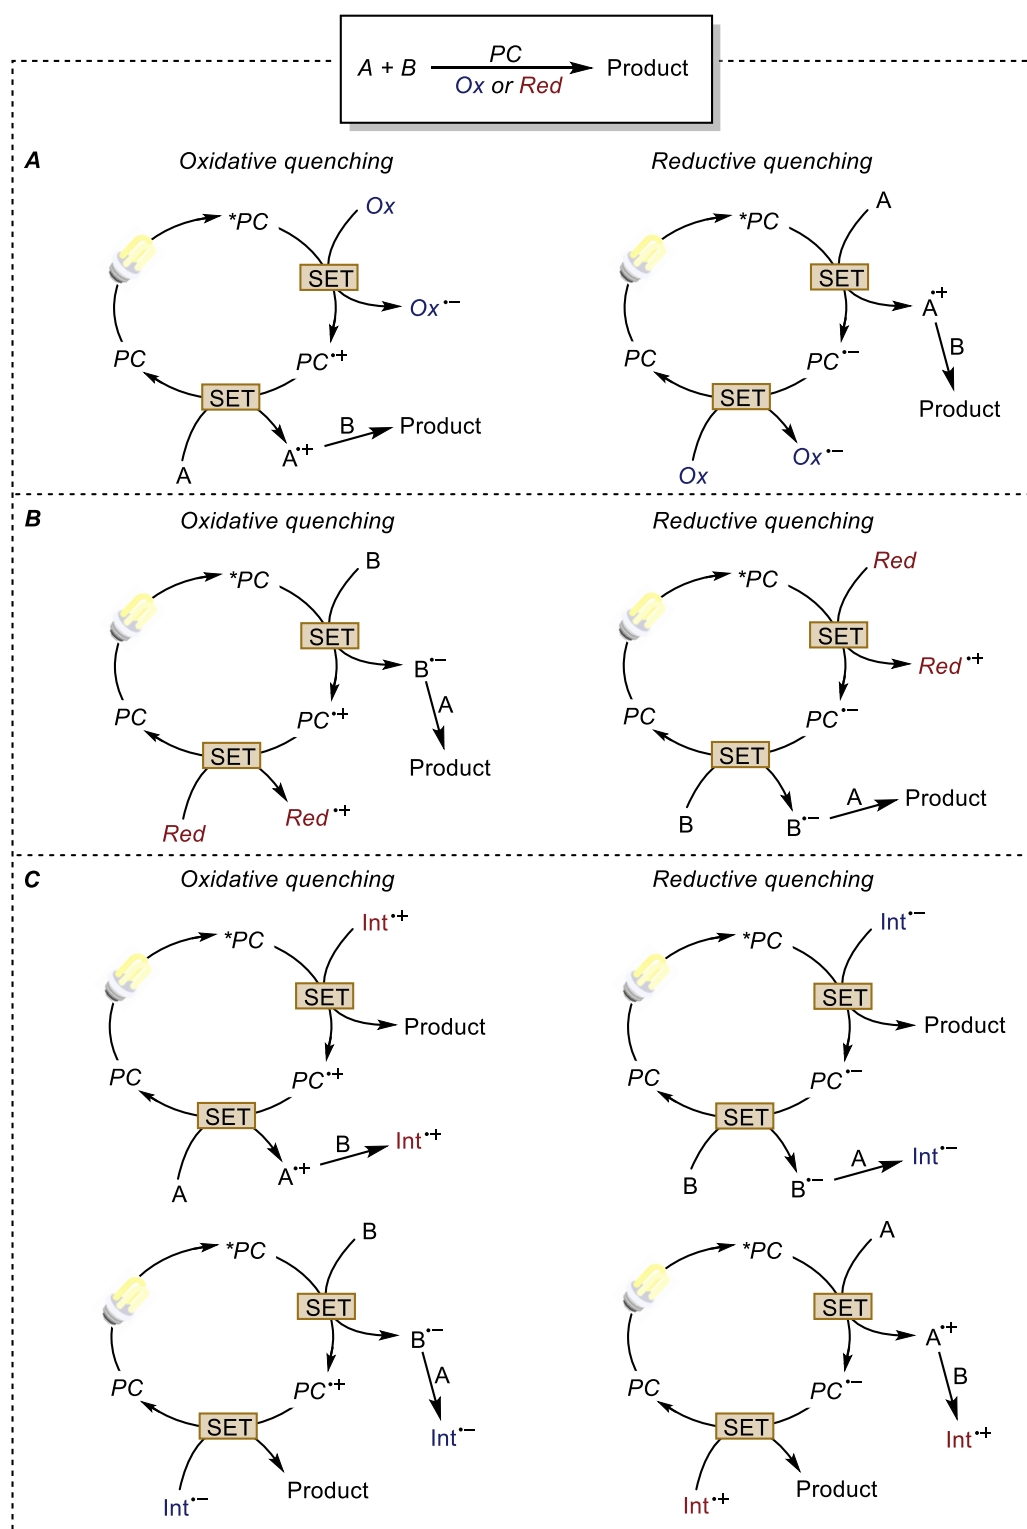 A + B PC Product
Ox or Red
A Oxidative quenching Reductive quenching
*PC Ox *PC A
SET SET
Ox •− A •+
PC PC •+ PC PC •− B
SET SET
A A •+ B Product Ox Ox •− Product
B Oxidative quenching Reductive quenching
*PC B *PC Red
SET SET
B •− Red •+
PC PC •+ A PC PC •−
SET Product SET
Red Red •+ B B •− A Product
C Oxidative quenching Reductive quenching
*PC Int •+ *PC Int •−
SET SET
Product Product
PC PC •+ PC PC •−
SET SET
A A •+ B Int •+ B B •− A Int •−
*PC B *PC A
SET SET
B •− A •+
PC PC •+ A PC PC •− B
SET Int •− SET Int •+
Int •− Product Int •+ Product